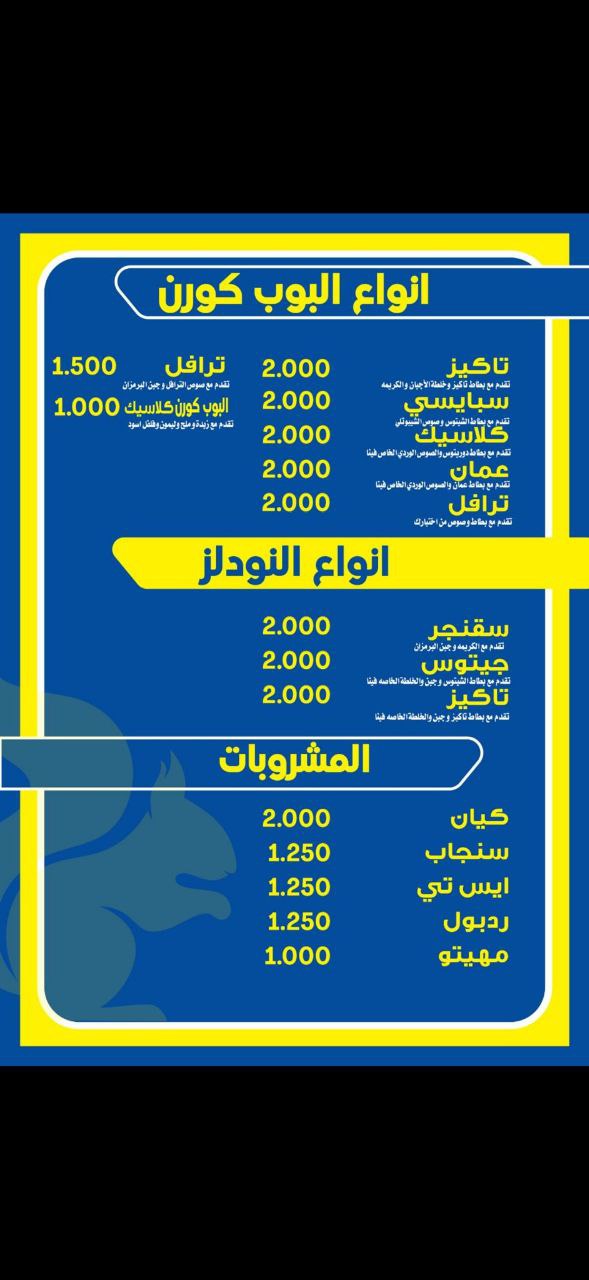 انواع البوب كورن
تاكيز 2.000
تقدم مع بطاط تاكيز و خلطة الأجبان والكريمه
سبايسي 2.000
تقدم مع بطاط الشيتوس و صوص الشيبوتلي
كلاسيك 2.000
تقدم مع بطاط دوريتوس والصوص الوردي الخاص فينا
عمان 2.000
تقدم مع بطاط عمان والصوص الوردي الخاص فينا
ترافل 2.000
تقدم مع بطاط وصوص من اختيارك
ترافل 1.500
تقدم مع صوص الترافل و جبن البرمزان
البوب كورن كلاسيك 1.000
تقدم مع زبدة و ملح وليمون وفلفل اسود
انواع النودلز
سقنجر 2.000
تقدم مع الكريمه و جبن البرمزان
جيتوس 2.000
تقدم مع بطاط الشيتوس و جبن والخلطة الخاصه فينا
تاكيز 2.000
تقدم مع بطاط تاكيز و جبن والخلطة الخاصه فينا
المشروبات
كيان 2.000
سنجاب 1.250
ايس تي 1.250
ردبول 1.250
مهيتو 1.000